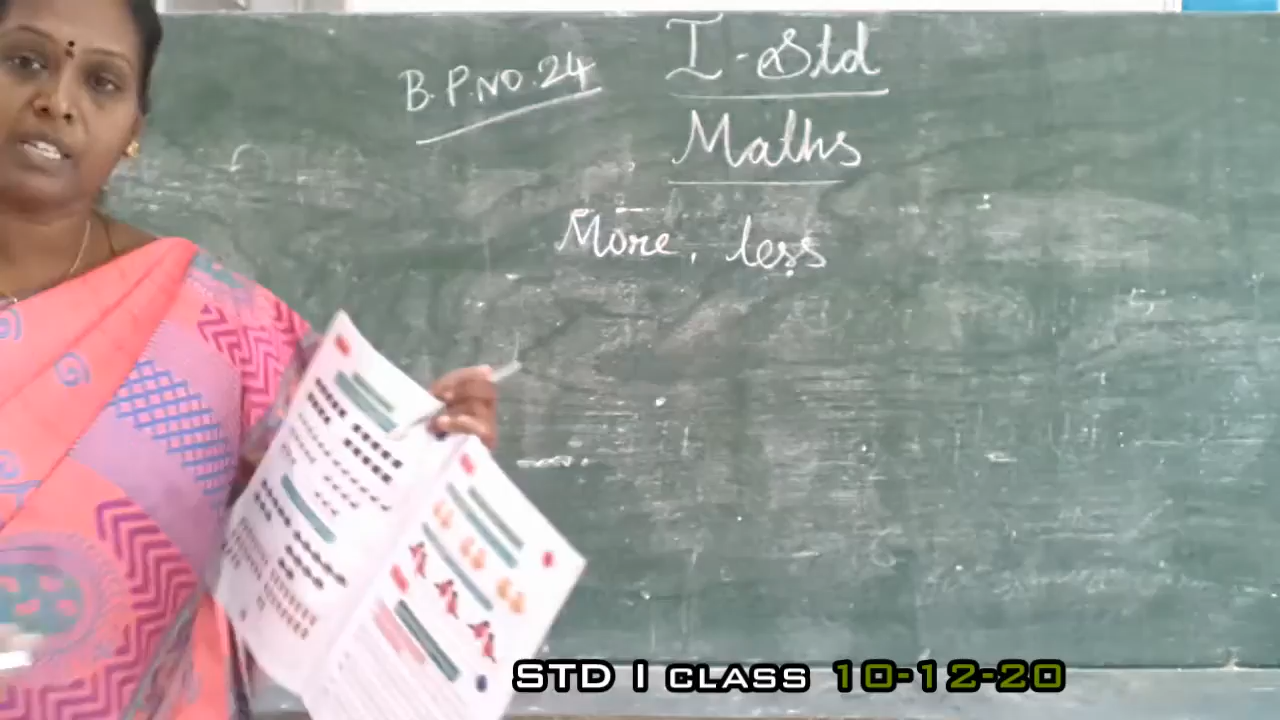 I-Std
B.P.NO.24
Maths
More, less
STD I CLASS 10-12-20